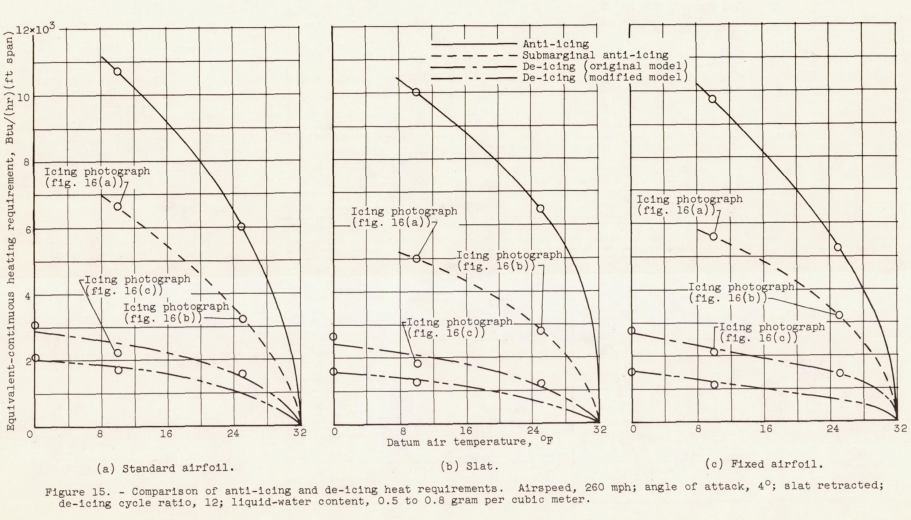 Equivalent-continuous heating requirement, Btu/(hr)(ft span)
12×10³
10
8
6
4
2
0
Anti-icing
Submarginal anti-icing
De-icing (original model)
De-icing (modified model)
Icing photograph
(fig. 16(a))
Icing photograph
(fig. 16(c))
Icing photograph
(fig. 16(b))
Icing photograph
(fig. 16(a))
Icing photograph
(fig. 16(b))
Icing photograph
(fig. 16(c))
Icing photograph
(fig. 16(a))
Icing photograph
(fig. 16(b))
Icing photograph
(fig. 16(c))
8 16 24 32
0 8 16 24 32
0 8 16 24 32
Datum air temperature, °F
(a) Standard airfoil.
(b) Slat.
(c) Fixed airfoil.
Figure 15. - Comparison of anti-icing and de-icing heat requirements. Airspeed, 260 mph; angle of attack, 4°; slat retracted;
de-icing cycle ratio, 12; liquid-water content, 0.5 to 0.8 gram per cubic meter.